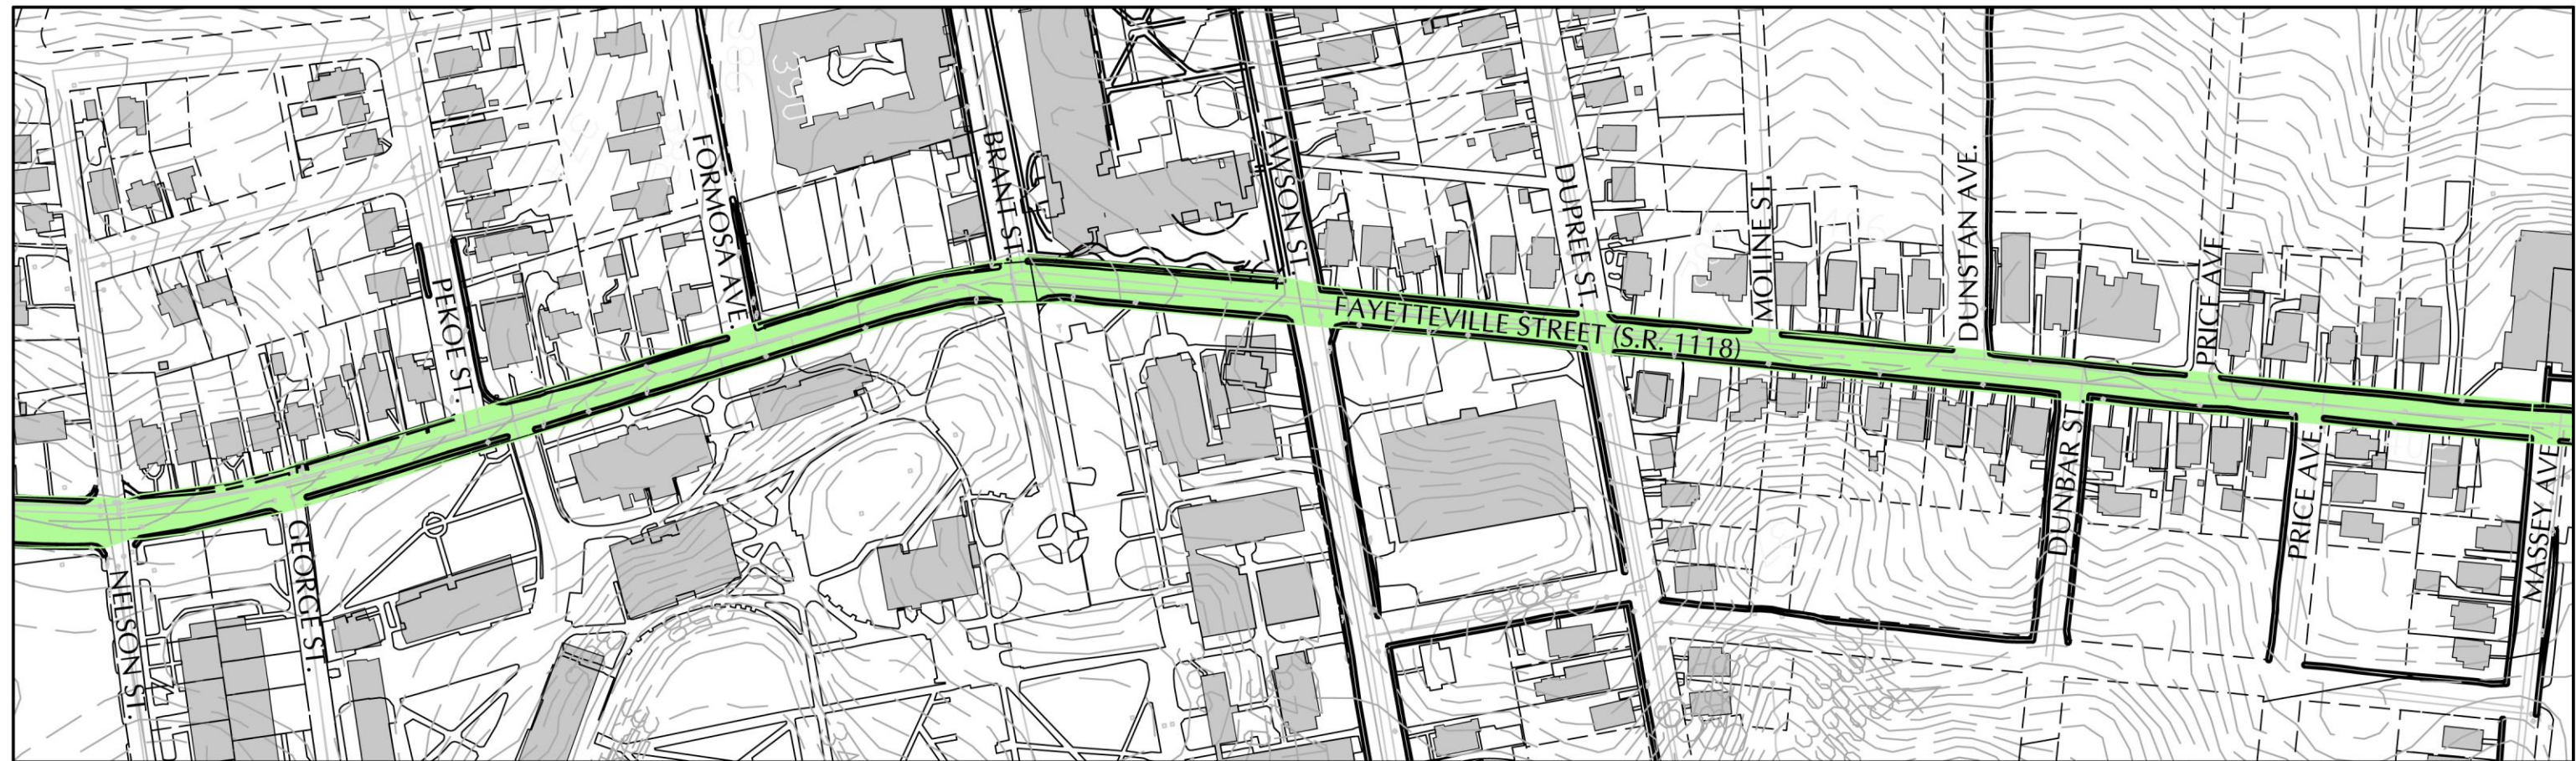 390
FORMOSA AVE.
BRANT ST.
LAWSON ST.
DUPREE ST.
MOLINE ST.
DUNSTAN AVE.
PRICE AVE.
PEKOE ST.
FAYETTEVILLE STREET (S.R. 1118)
NELSON ST.
GEORGE ST.
DUNBAR ST.
PRICE AVE.
MASSEY AVE.